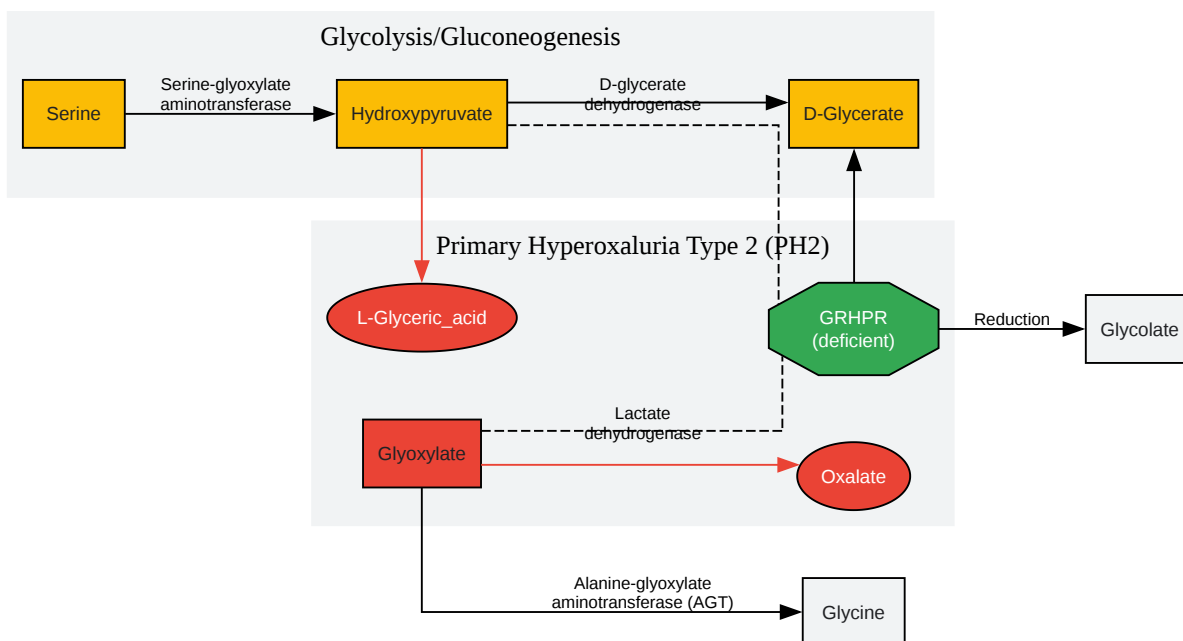 Glycolysis/Gluconeogenesis
Serine
Serine-glyoxylate
aminotransferase
Hydroxypyruvate
D-glycerate
dehydrogenase
D-Glycerate
Primary Hyperoxaluria Type 2 (PH2)
L-Glyceric_acid
GRHPR
(deficient)
Reduction
Glycolate
Glyoxylate
Lactate
dehydrogenase
Oxalate
Alanine-glyoxylate
aminotransferase (AGT)
Glycine